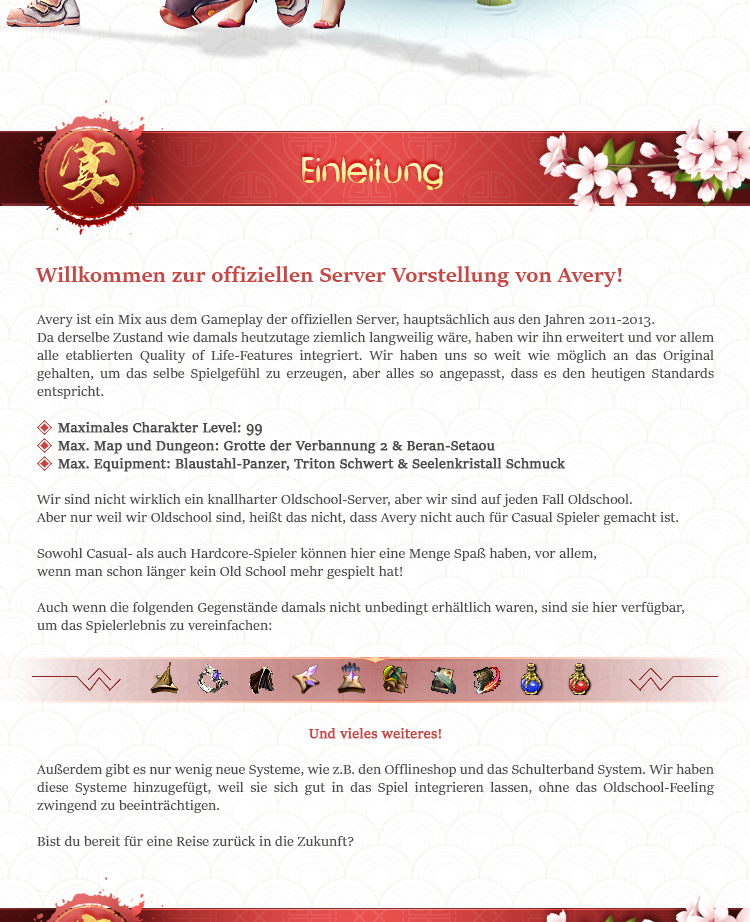 宴
Einleitung
Willkommen zur offiziellen Server Vorstellung von Avery!
Avery ist ein Mix aus dem Gameplay der offiziellen Server, hauptsächlich aus den Jahren 2011-2013.
Da derselbe Zustand wie damals heutzutage ziemlich langweilig wäre, haben wir ihn erweitert und vor allem
alle etablierten Quality of Life-Features integriert. Wir haben uns so weit wie möglich an das Original
gehalten, um das selbe Spielgefühl zu erzeugen, aber alles so angepasst, dass es den heutigen Standards
entspricht.
Maximales Charakter Level: 99
Max. Map und Dungeon: Grotte der Verbannung 2 & Beran-Setaou
Max. Equipment: Blaustahl-Panzer, Triton Schwert & Seelenkristall Schmuck
Wir sind nicht wirklich ein knallharter Oldschool-Server, aber wir sind auf jeden Fall Oldschool.
Aber nur weil wir Oldschool sind, heißt das nicht, dass Avery nicht auch für Casual Spieler gemacht ist.
Sowohl Casual- als auch Hardcore-Spieler können hier eine Menge Spaß haben, vor allem,
wenn man schon länger kein Old School mehr gespielt hat!
Auch wenn die folgenden Gegenstände damals nicht unbedingt erhältlich waren, sind sie hier verfügbar,
um das Spielerlebnis zu vereinfachen:
Und vieles weiteres!
Außerdem gibt es nur wenig neue Systeme, wie z.B. den Offlineshop und das Schulterband System. Wir haben
diese Systeme hinzugefügt, weil sie sich gut in das Spiel integrieren lassen, ohne das Oldschool-Feeling
zwingend zu beeinträchtigen.
Bist du bereit für eine Reise zurück in die Zukunft?